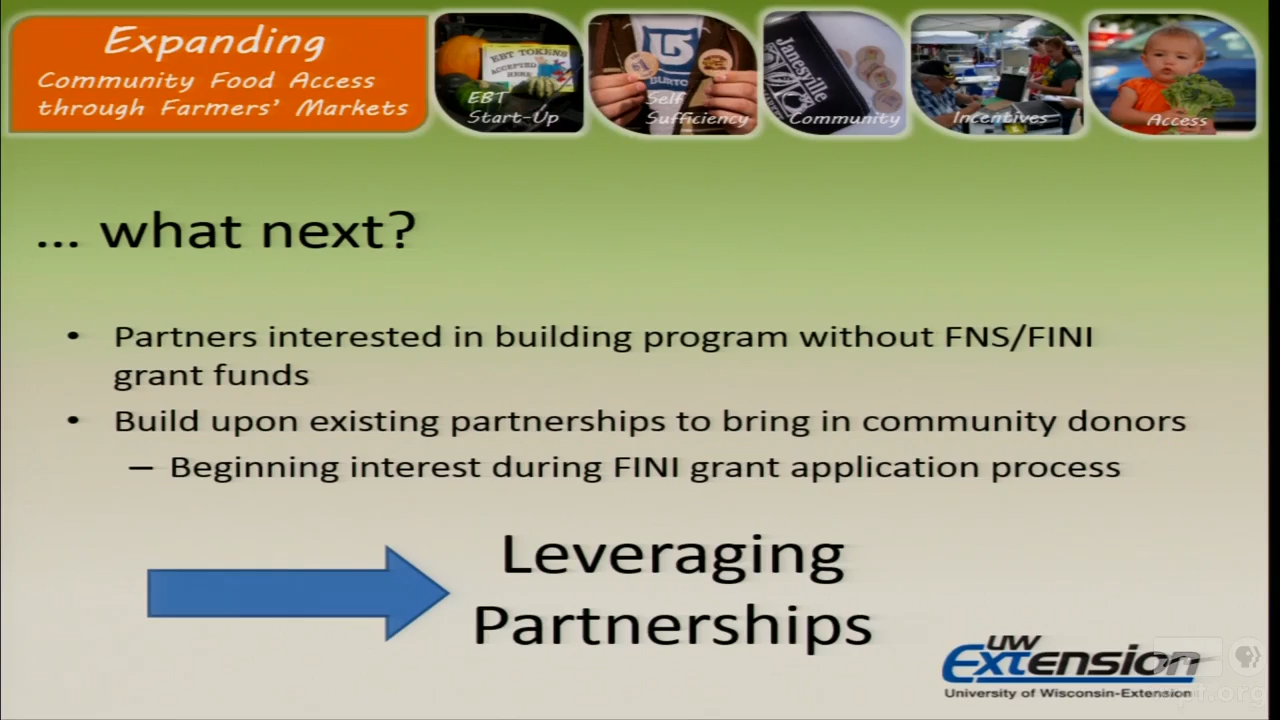 Expanding
Community Food Access
through Farmers' Markets
EBT TOKENS
ACCEPTED
HERE
EBT
Start-Up
BURTO
Self
Sufficiency
Janesville
Community
Incentives
Access
... what next?
• Partners interested in building program without FNS/FINI
grant funds
• Build upon existing partnerships to bring in community donors
– Beginning interest during FINI grant application process
Leveraging
Partnerships
UW
Extension
University of Wisconsin-Extension